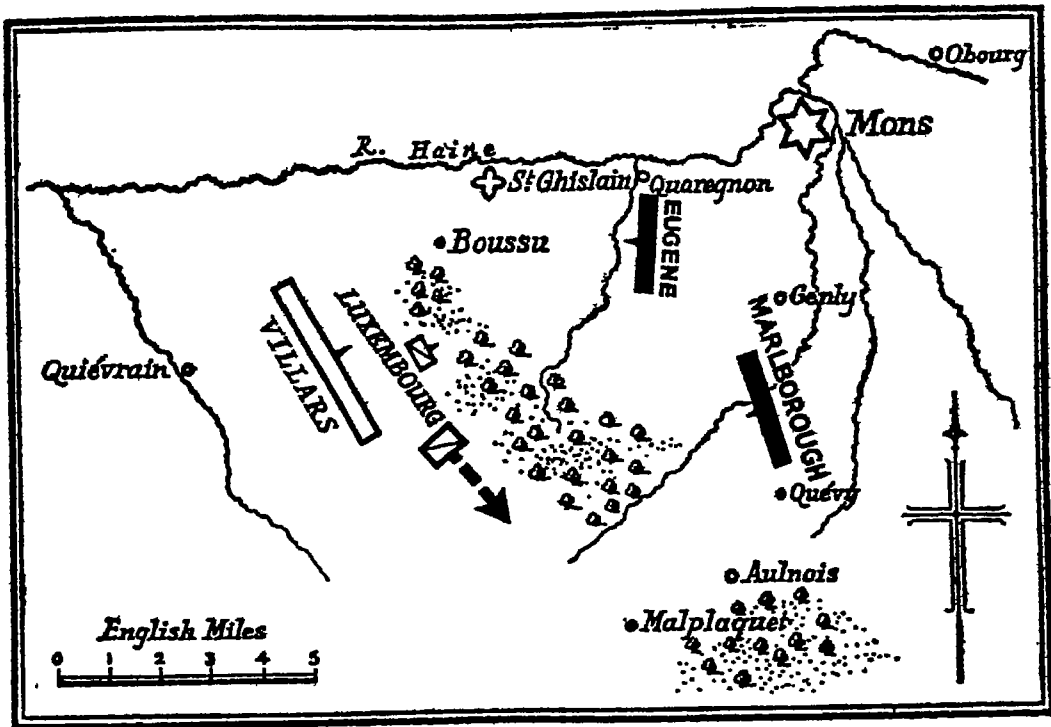 Obourg
Mons
R. Haine
St Ghislain
Quaregnon
EUGENE
Boussu
Genly
LUXEMBOURG
VILLARS
MARLBOROUGH
Quiévrain
Quévy
Aulnois
Malplaquet
English Miles
0 1 2 3 4 5